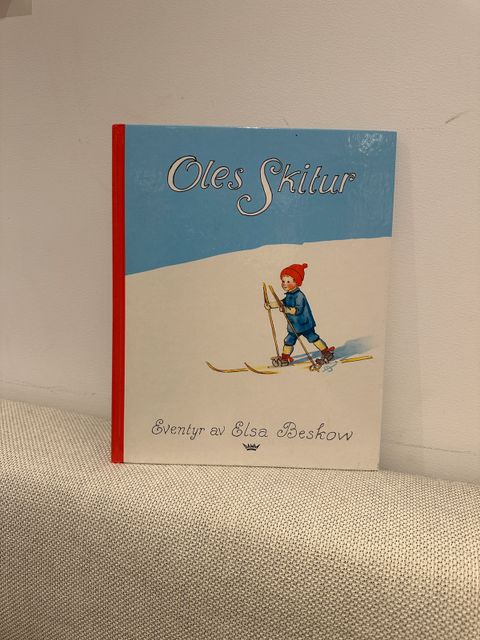 Oles Skitur
Eventyr av Elsa Beskow